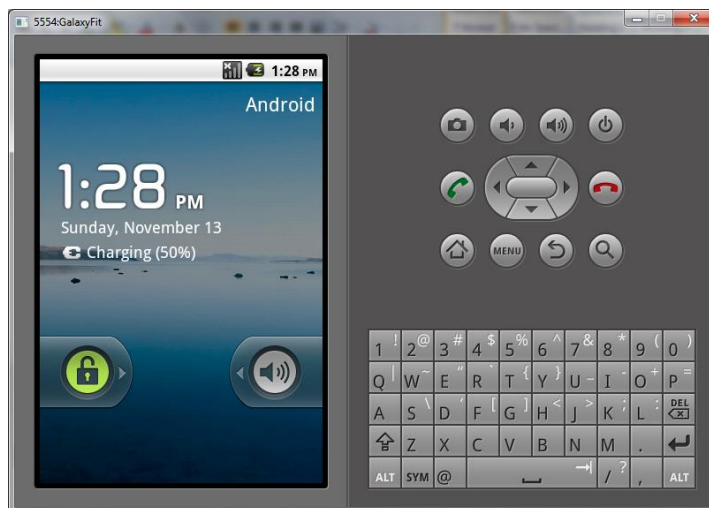 5554:GalaxyFit
1:28 PM
Android
1:28 PM
Sunday, November 13
Charging (50%)
MENU
1 ! 2 @ 3 # 4 $ 5 % 6 ^ 7 & 8 * 9 ( 0 )
Q | W ~ E " R ` T { Y } U - I - O + P =
A S \ D ' F [ G ] H < J > K ; L : DEL
Z X C V B N M .
ALT SYM @ / ? , ALT